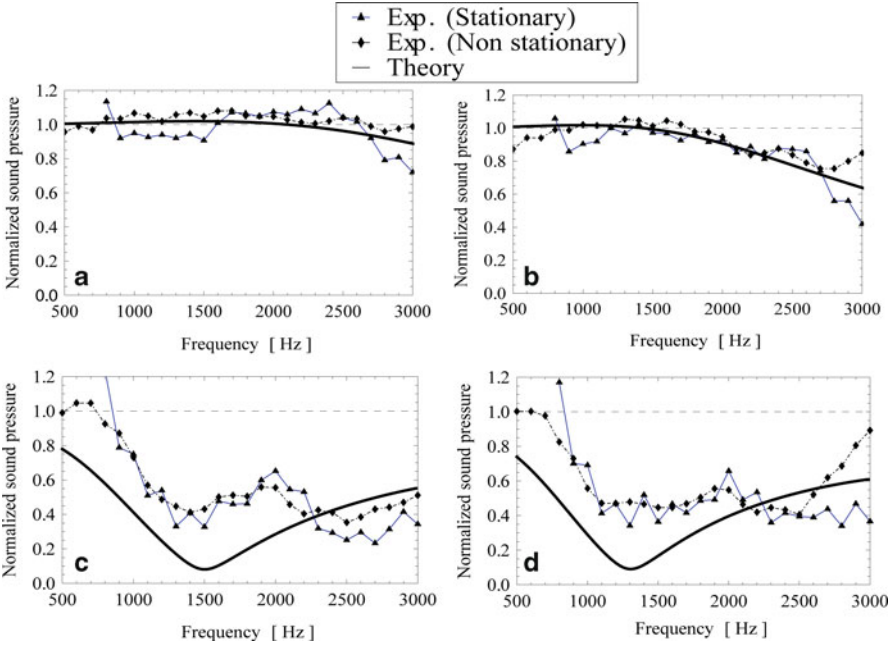 Exp. (Stationary)
Exp. (Non stationary)
Theory
Normalized sound pressure
1.2
1.0
0.8
0.6
0.4
0.2
0.0
a
500 1000 1500 2000 2500 3000
Frequency [ Hz ]
Normalized sound pressure
1.2
1.0
0.8
0.6
0.4
0.2
0.0
b
500 1000 1500 2000 2500 3000
Frequency [ Hz ]
Normalized sound pressure
1.2
1.0
0.8
0.6
0.4
0.2
0.0
c
500 1000 1500 2000 2500 3000
Frequency [ Hz ]
Normalized sound pressure
1.2
1.0
0.8
0.6
0.4
0.2
0.0
d
500 1000 1500 2000 2500 3000
Frequency [ Hz ]